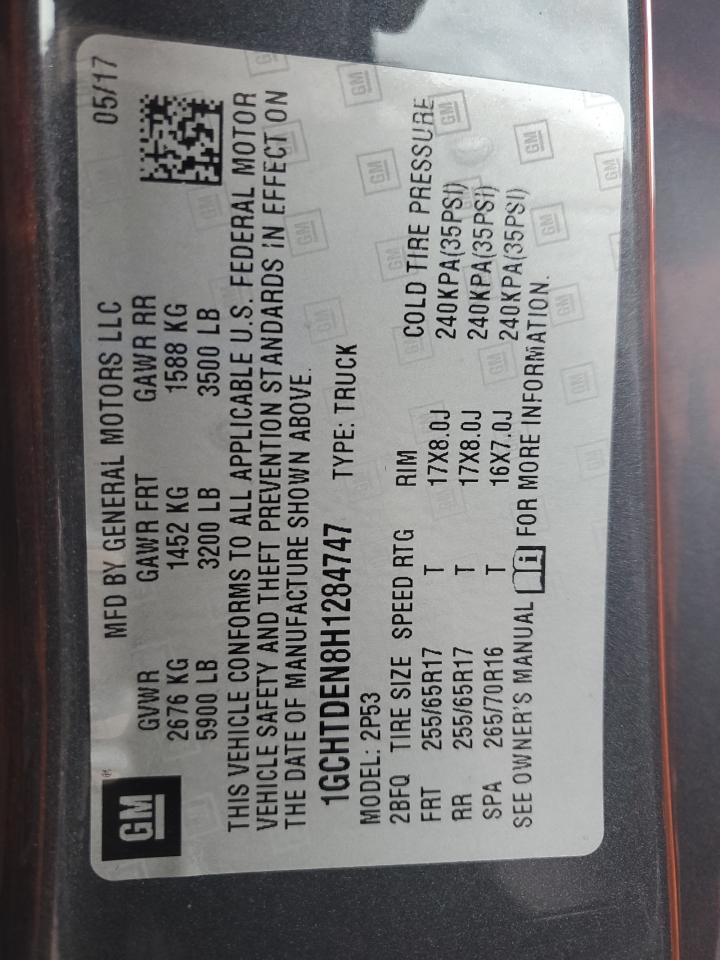 GM ®
MFD BY GENERAL MOTORS LLC 05/17
GVWR GAWR FRT GAWR RR
2676 KG 1452 KG 1588 KG
5900 LB 3200 LB 3500 LB
THIS VEHICLE CONFORMS TO ALL APPLICABLE U.S. FEDERAL MOTOR
VEHICLE SAFETY AND THEFT PREVENTION STANDARDS IN EFFECT ON
THE DATE OF MANUFACTURE SHOWN ABOVE.
1GCHTDEN8H1284747 TYPE: TRUCK
MODEL: 2P53
2BFQ TIRE SIZE SPEED RTG RIM COLD TIRE PRESSURE
FRT 255/65R17 T 17X8.0J 240KPA(35PSI)
RR 255/65R17 T 17X8.0J 240KPA(35PSI)
SPA 265/70R16 T 16X7.0J 240KPA(35PSI)
SEE OWNER'S MANUAL i FOR MORE INFORMATION.